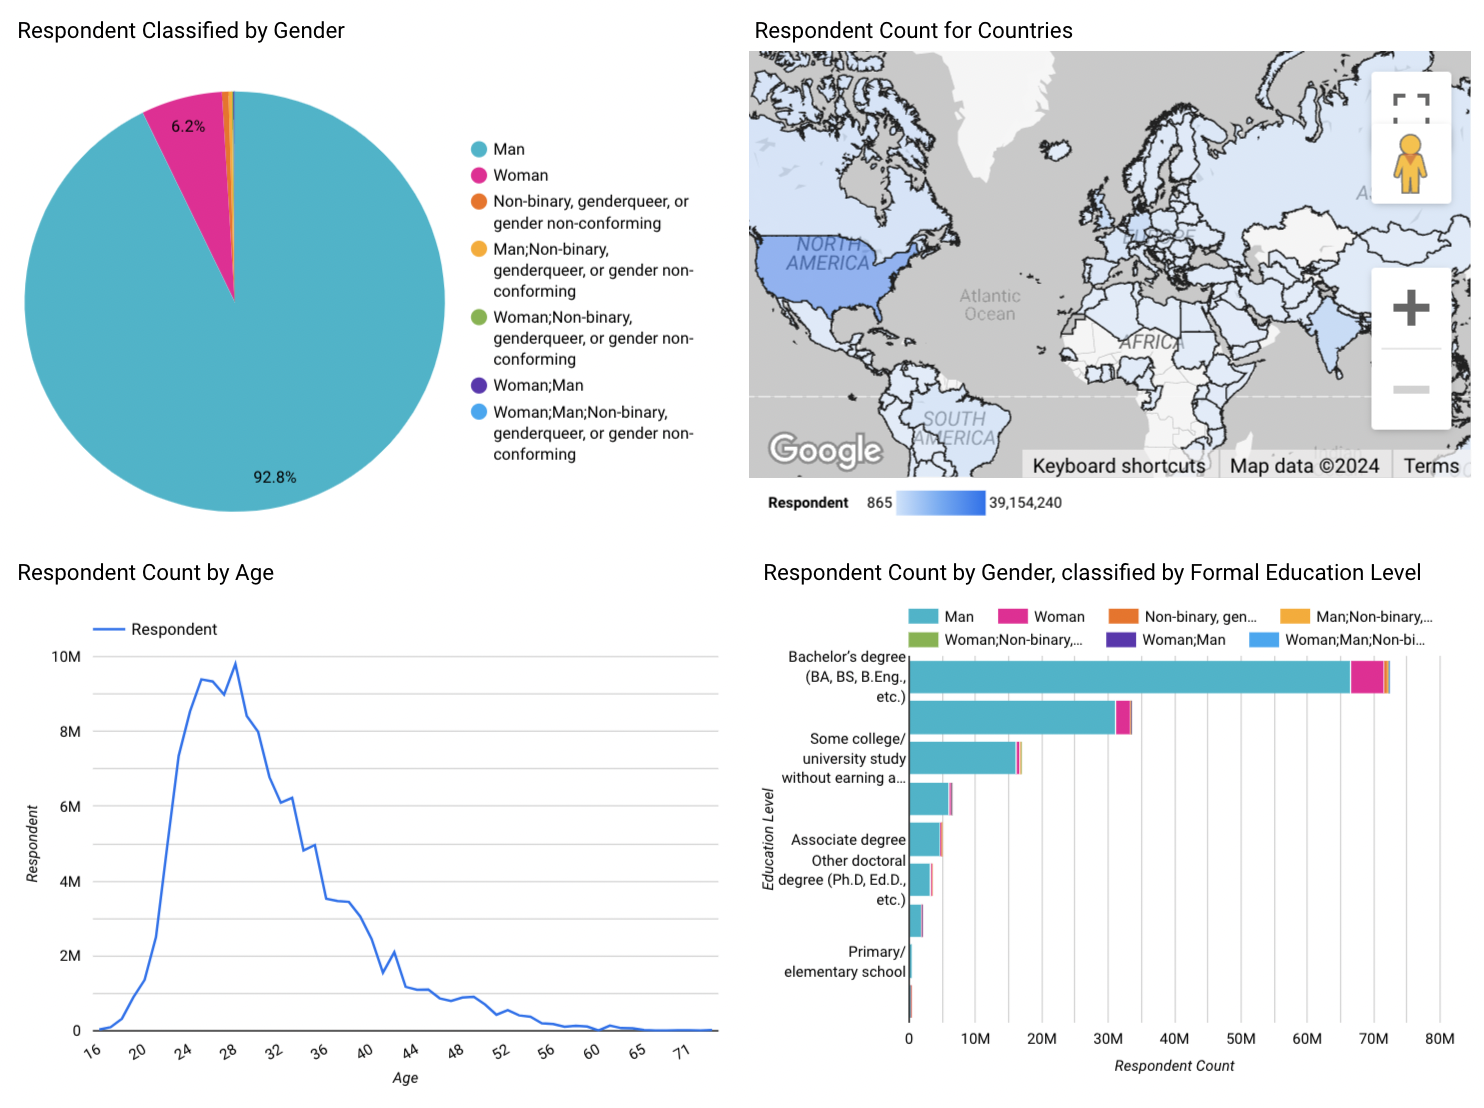 Respondent Classified by Gender
6.2%
92.8%
Man
Woman
Non-binary, genderqueer, or
gender non-conforming
Man;Non-binary,
genderqueer, or gender non-
conforming
Woman;Non-binary,
genderqueer, or gender non-
conforming
Woman;Man
Woman;Man;Non-binary,
genderqueer, or gender non-
conforming
Respondent Count for Countries
NORTH
AMERICA
EUROPE
Atlantic
Ocean
AFRICA
SOUTH
AMERICA
Indian
Google
Keyboard shortcuts
Map data ©2024
Terms
Respondent
865
39,154,240
Respondent Count by Age
Respondent
10M
8M
6M
4M
2M
0
Respondent
16
20
24
28
32
36
40
44
48
52
56
60
65
71
Age
Respondent Count by Gender, classified by Formal Education Level
Man
Woman
Non-binary, gen...
Man;Non-binary,...
Woman;Non-binary,...
Woman;Man
Woman;Man;Non-bi...
Bachelor’s degree
(BA, BS, B.Eng.,
etc.)
Some college/
university study
without earning a...
Associate degree
Other doctoral
degree (Ph.D, Ed.D.,
etc.)
Primary/
elementary school
Education Level
0
10M
20M
30M
40M
50M
60M
70M
80M
Respondent Count